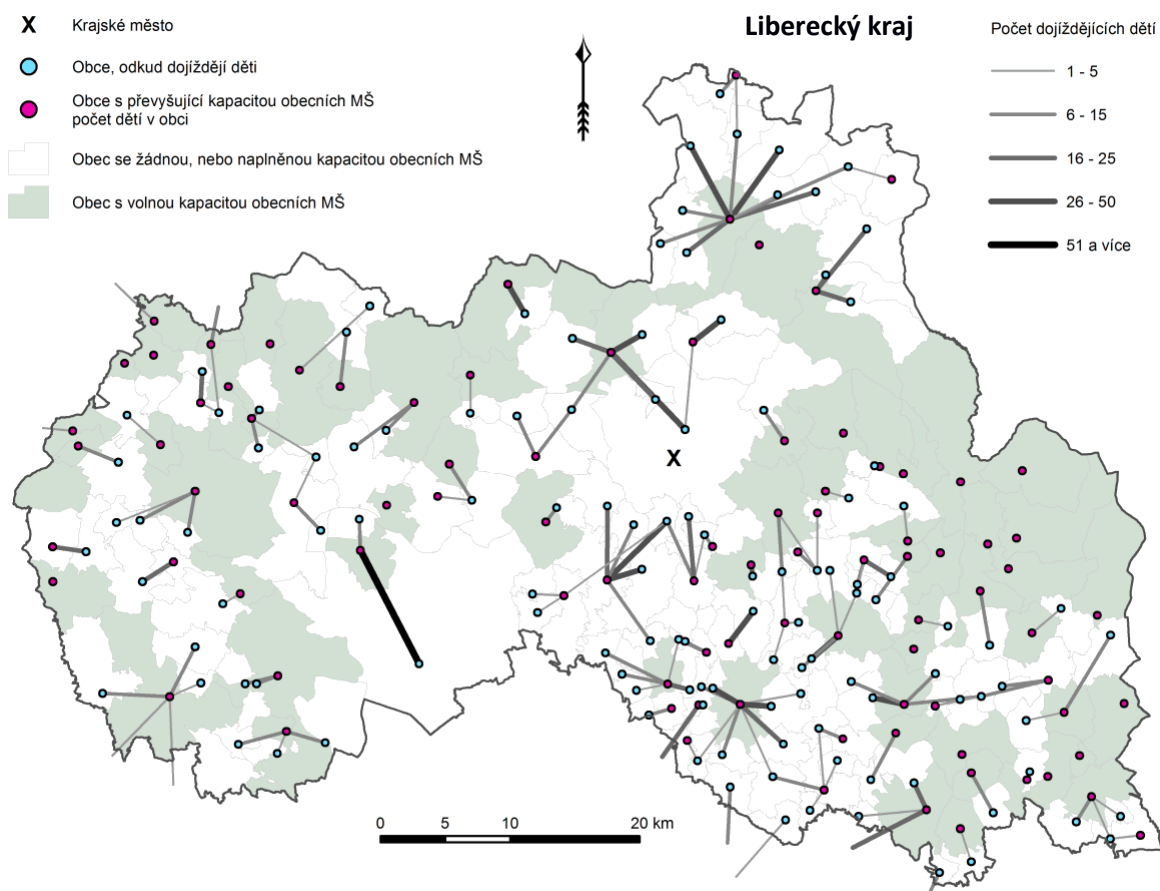 Liberecký kraj
X Krajské město
Obce, odkud dojíždějí děti
Obce s převyšující kapacitou obecních MŠ
počet dětí v obci
Obec se žádnou, nebo naplněnou kapacitou obecních MŠ
Obec s volnou kapacitou obecních MŠ
Počet dojíždějících dětí
1 - 5
6 - 15
16 - 25
26 - 50
51 a více
X
0 5 10 20 km